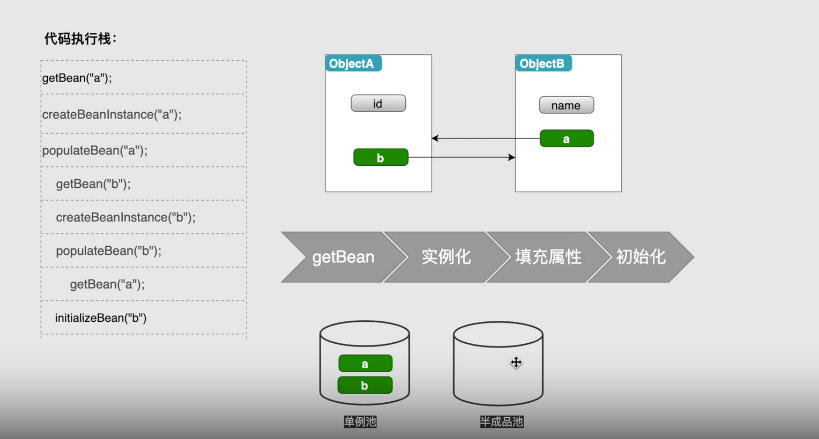 代码执行栈：
getBean("a");
createBeanInstance("a");
populateBean("a");
getBean("b");
createBeanInstance("b");
populateBean("b");
getBean("a");
initializeBean("b")
ObjectA
id
b
ObjectB
name
a
getBean
实例化
填充属性
初始化
a
b
单例池
半成品池